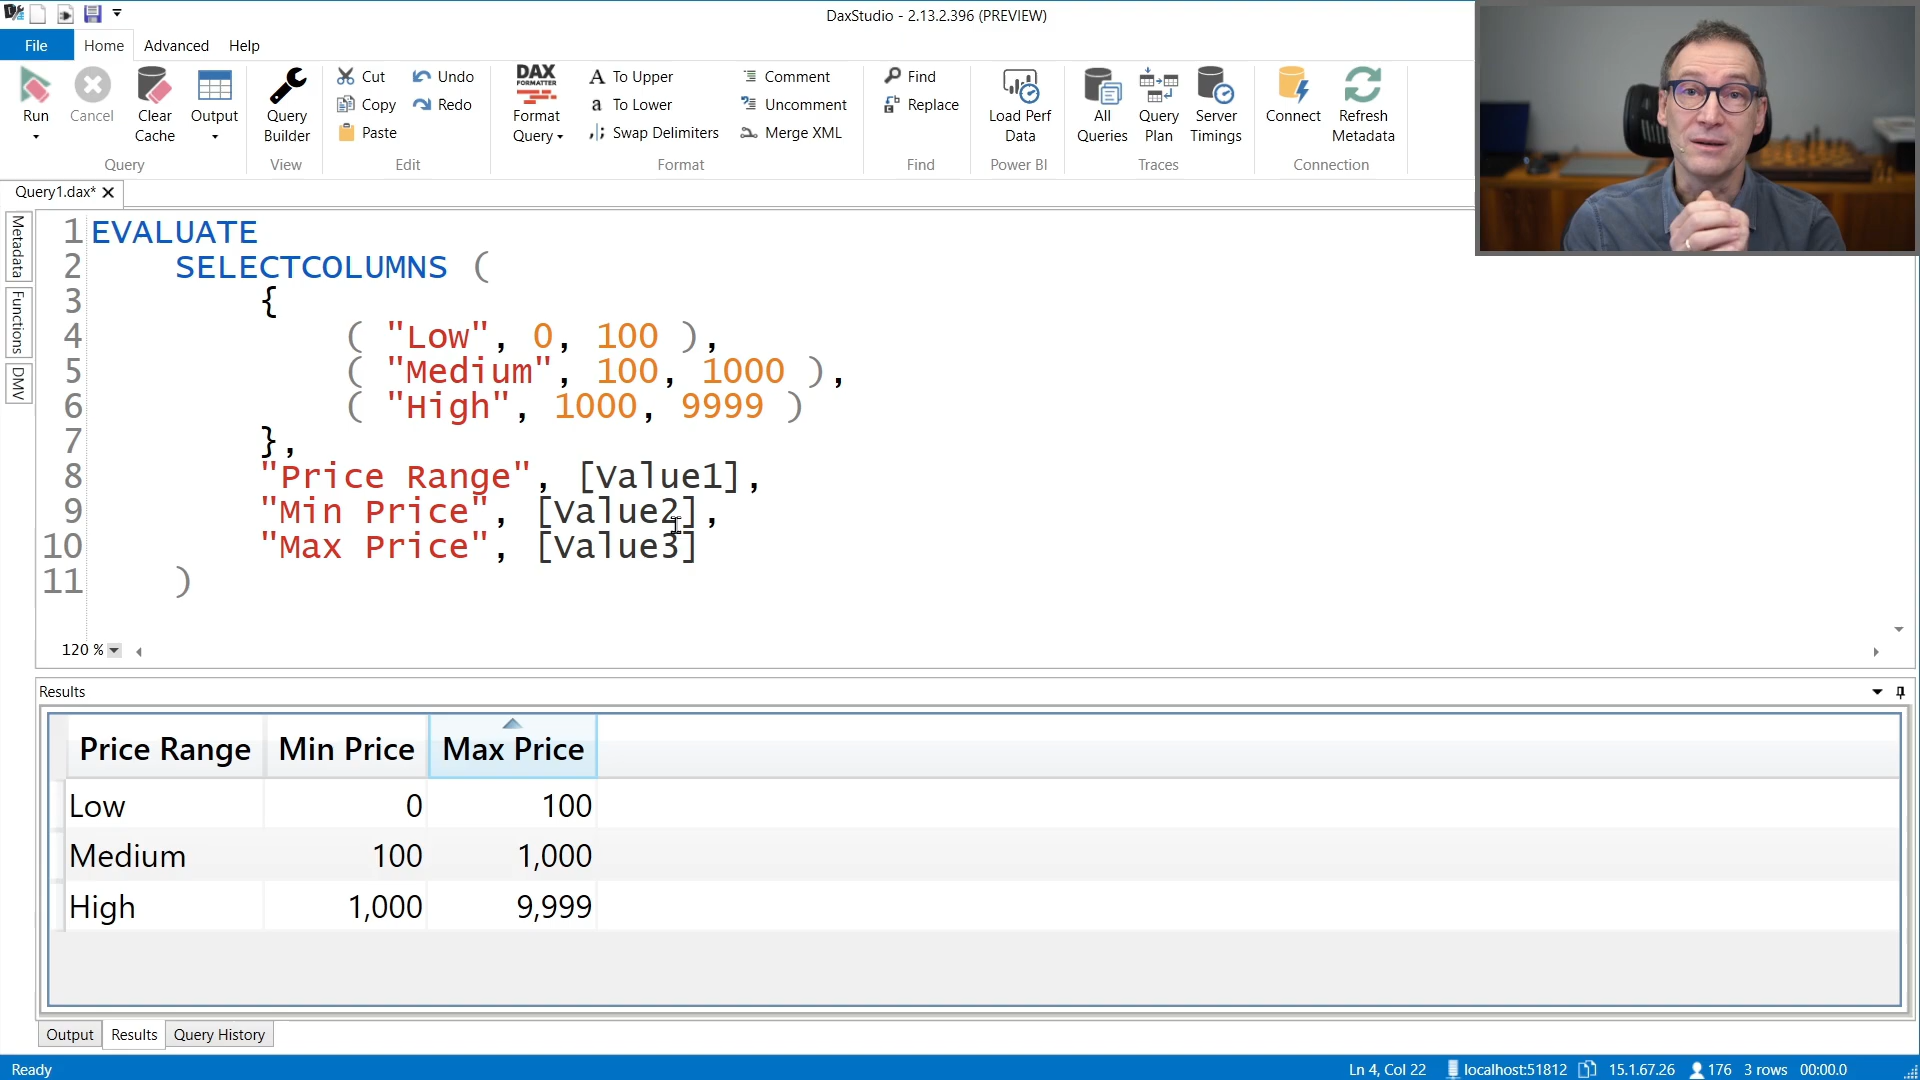 DaxStudio - 2.13.2.396 (PREVIEW)
File Home Advanced Help
Run Cancel Clear Cache Output
Query
Query Builder
View
Cut Undo
Copy Redo
Paste
Edit
DAX FORMATTER
Format Query
A To Upper Comment
a To Lower Uncomment
Swap Delimiters Merge XML
Format
Find
Replace
Find
Load Perf Data
Power BI
All Queries Query Plan Server Timings
Traces
Connect Refresh Metadata
Connection
Query1.dax*
Metadata
Functions
DMV
1 EVALUATE
2 SELECTCOLUMNS (
3 {
4 ( "Low", 0, 100 ),
5 ( "Medium", 100, 1000 ),
6 ( "High", 1000, 9999 )
7 },
8 "Price Range", [Value1],
9 "Min Price", [Value2],
10 "Max Price", [Value3]
11 )
120 %
Results
Price Range Min Price Max Price
Low 0 100
Medium 100 1,000
High 1,000 9,999
Output Results Query History
Ready Ln 4, Col 22 localhost:51812 15.1.67.26 176 3 rows 00:00.0